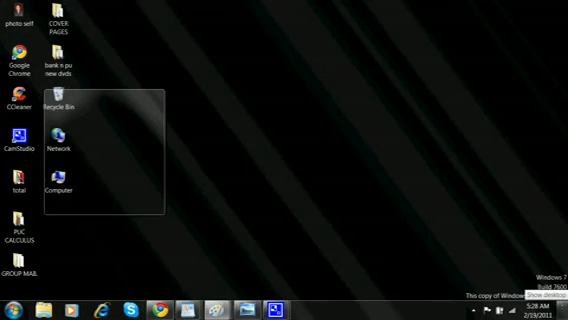 photo self
COVER
PAGES
Google
Chrome
bank n pu
new dvds
CCleaner
Recycle Bin
CamStudio
Network
total
Computer
PUC
CALCULUS
GROUP MAIL
Windows 7
Build 7600
This copy of Window
Show desktop
5:28 AM
2/19/2011